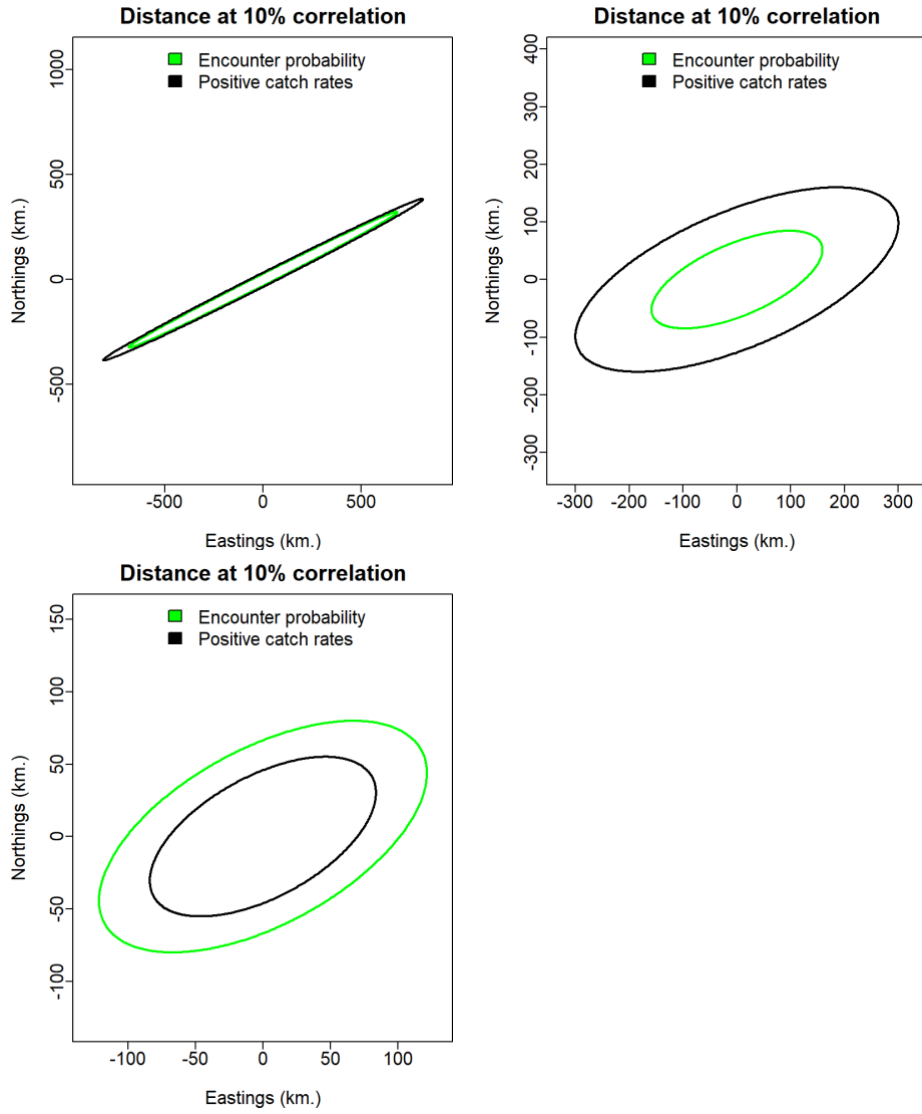 Distance at 10% correlation
Encounter probability
Positive catch rates
1000
500
0
-500
Northings (km.)
-500 0 500
Eastings (km.)
Distance at 10% correlation
Encounter probability
Positive catch rates
400
300
200
100
0
-100
-200
-300
Northings (km.)
-300 -200 -100 0 100 200 300
Eastings (km.)
Distance at 10% correlation
Encounter probability
Positive catch rates
150
100
50
0
-50
-100
Northings (km.)
-100 -50 0 50 100
Eastings (km.)